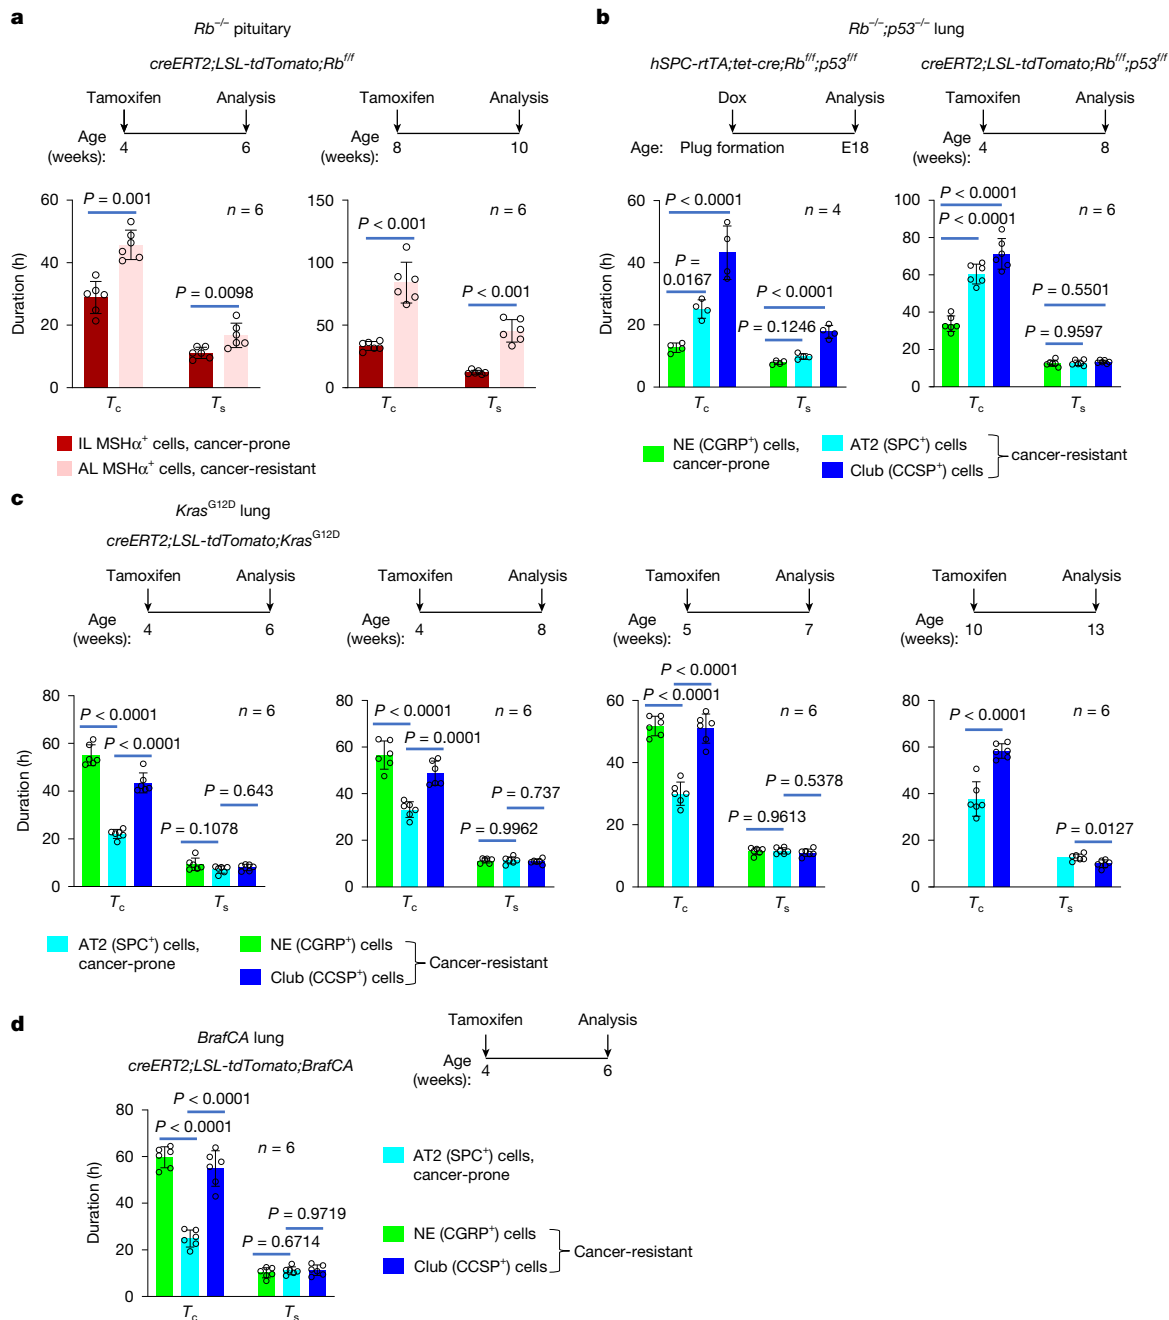 a
Rb−/− pituitary
creERT2;LSL-tdTomato;Rbf/f
Tamoxifen Analysis
Age (weeks): 4 6
Tamoxifen Analysis
Age (weeks): 8 10
Duration (h)
60
40
20
0
P = 0.001
n = 6
P = 0.0098
Tc Ts
150
100
50
0
P < 0.001
n = 6
P < 0.001
Tc Ts
IL MSHα+ cells, cancer-prone
AL MSHα+ cells, cancer-resistant
b
Rb−/−;p53−/− lung
hSPC-rtTA;tet-cre;Rbf/f;p53f/f
creERT2;LSL-tdTomato;Rbf/f;p53f/f
Dox Analysis
Age: Plug formation E18
Tamoxifen Analysis
Age (weeks): 4 8
Duration (h)
60
40
20
0
P < 0.0001
n = 4
P = 0.0167
P < 0.0001
P = 0.1246
Tc Ts
100
80
60
40
20
0
P < 0.0001
P < 0.0001
n = 6
P = 0.5501
P = 0.9597
Tc Ts
NE (CGRP+) cells, cancer-prone
AT2 (SPC+) cells
Club (CCSP+) cells
cancer-resistant
c
KrasG12D lung
creERT2;LSL-tdTomato;KrasG12D
Tamoxifen Analysis
Age (weeks): 4 6
Tamoxifen Analysis
Age (weeks): 4 8
Tamoxifen Analysis
Age (weeks): 5 7
Tamoxifen Analysis
Age (weeks): 10 13
Duration (h)
80
60
40
20
0
P < 0.0001
n = 6
P < 0.0001
P = 0.643
P = 0.1078
Tc Ts
80
60
40
20
0
P < 0.0001
n = 6
P = 0.0001
P = 0.737
P = 0.9962
Tc Ts
60
40
20
0
P < 0.0001
P < 0.0001
n = 6
P = 0.5378
P = 0.9613
Tc Ts
80
60
40
20
0
P < 0.0001
n = 6
P = 0.0127
Tc Ts
AT2 (SPC+) cells, cancer-prone
NE (CGRP+) cells
Club (CCSP+) cells
Cancer-resistant
d
BrafCA lung
creERT2;LSL-tdTomato;BrafCA
Tamoxifen Analysis
Age (weeks): 4 6
Duration (h)
80
60
40
20
0
P < 0.0001
P < 0.0001
n = 6
P = 0.9719
P = 0.6714
Tc Ts
AT2 (SPC+) cells, cancer-prone
NE (CGRP+) cells
Club (CCSP+) cells
Cancer-resistant